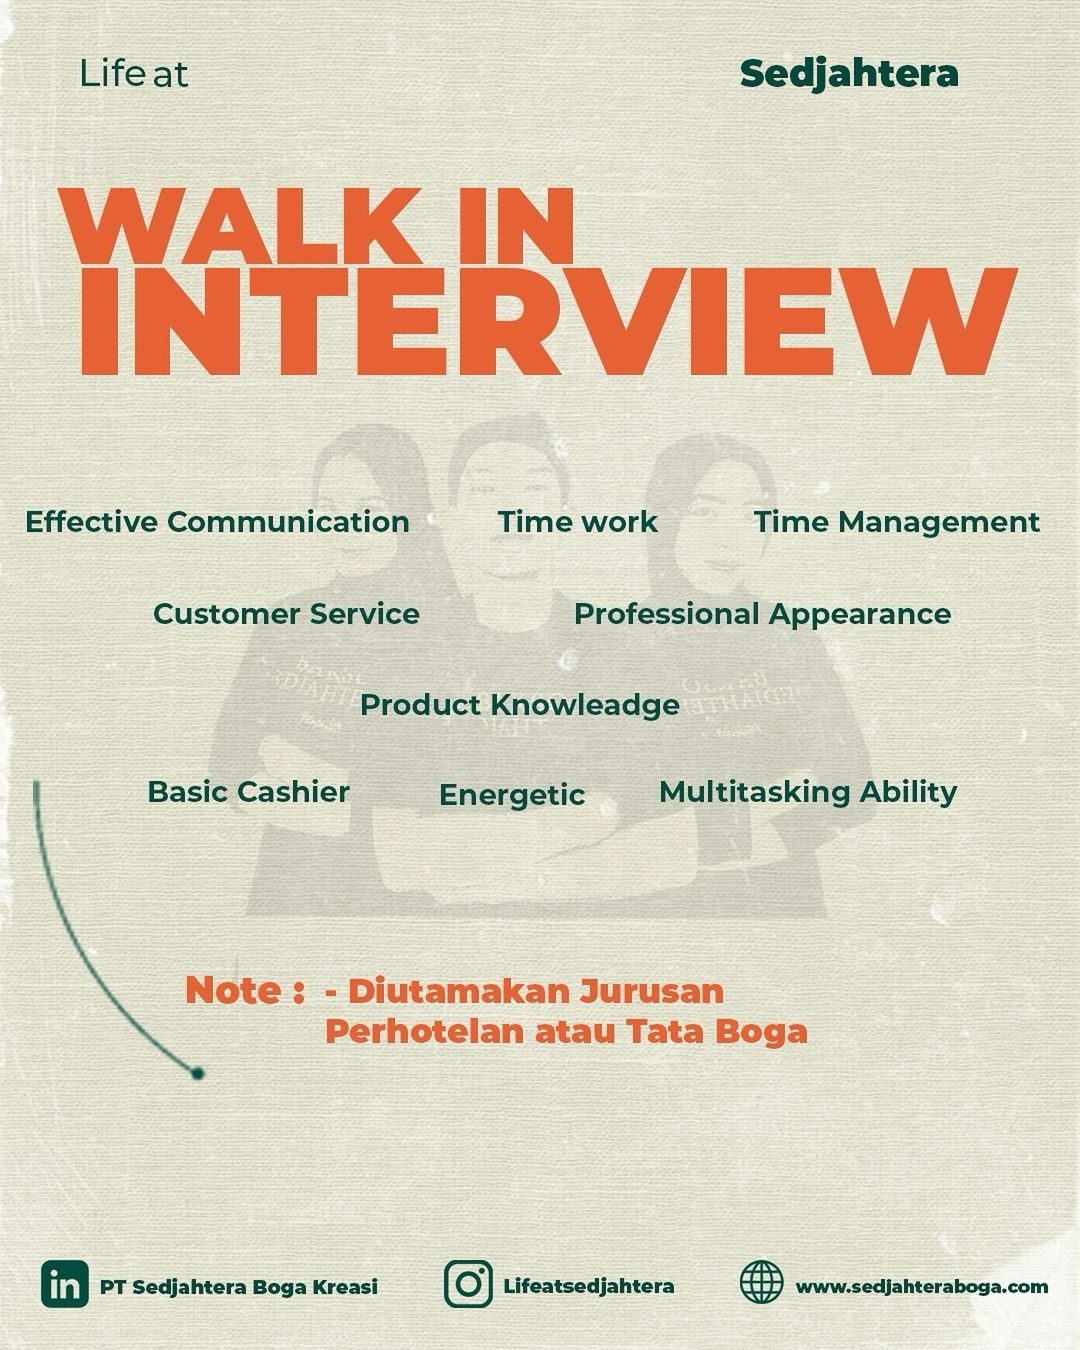 Life at
Sedjahtera
WALK IN
INTERVIEW
Effective Communication
Time work
Time Management
Customer Service
Professional Appearance
Product Knowleadge
Basic Cashier
Energetic
Multitasking Ability
Note : - Diutamakan Jurusan
Perhotelan atau Tata Boga
in PT Sedjahtera Boga Kreasi
Lifeatsedjahtera
www.sedjahteraboga.com